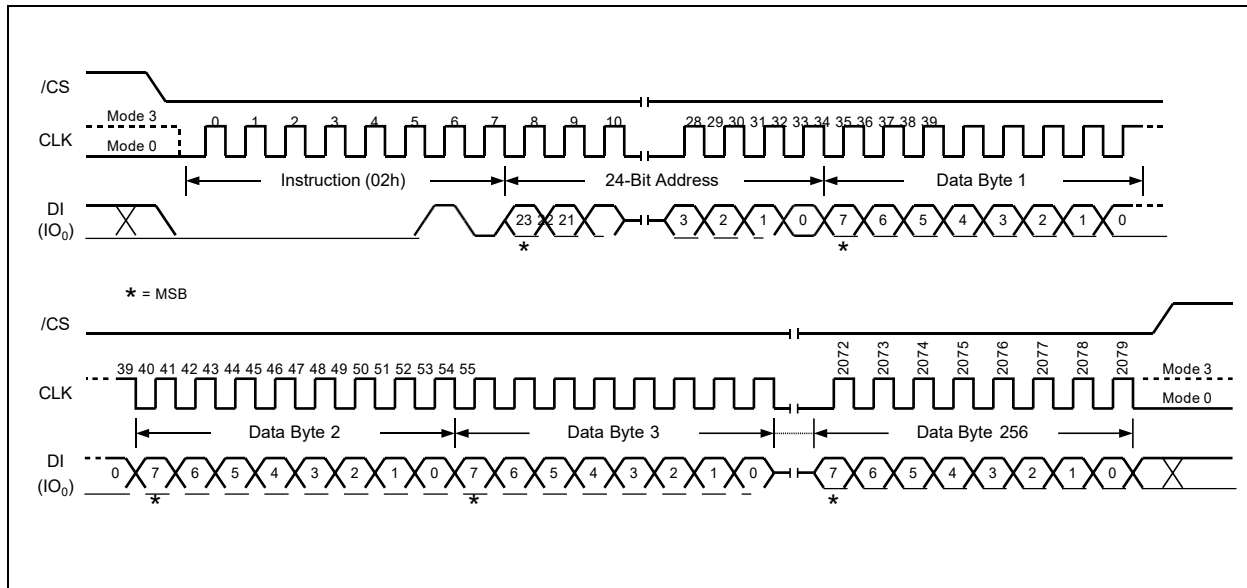 /CS
Mode 3
0 1 2 3 4 5 6 7 8 9 10 28 29 30 31 32 33 34 35 36 37 38 39
CLK
Mode 0
Instruction (02h) 24-Bit Address Data Byte 1
DI
(IO0)
23 22 21 3 2 1 0 7 6 5 4 3 2 1 0
* *
* = MSB
/CS
2072 2073 2074 2075 2076 2077 2078 2079
39 40 41 42 43 44 45 46 47 48 49 50 51 52 53 54 55
Mode 3
CLK
Mode 0
Data Byte 2 Data Byte 3 Data Byte 256
DI
(IO0)
0 7 6 5 4 3 2 1 0 7 6 5 4 3 2 1 0 7 6 5 4 3 2 1 0
* * *